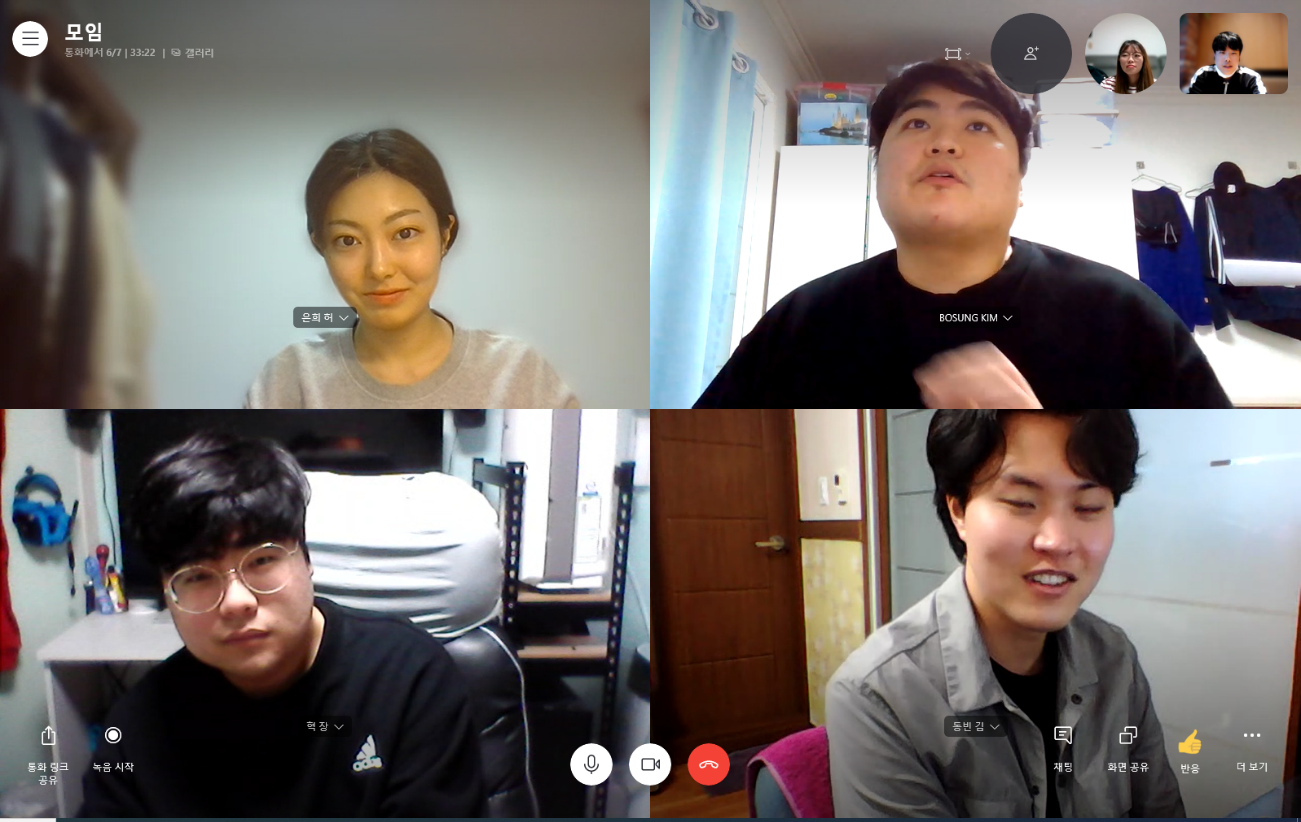 모임
통화에서 6/7 | 33:22 | 갤러리
은희 허
BOSUNG KIM
혁 장
동빈 김
adidas
통화 링크
공유
녹음 시작
채팅
화면 공유
반응
더 보기